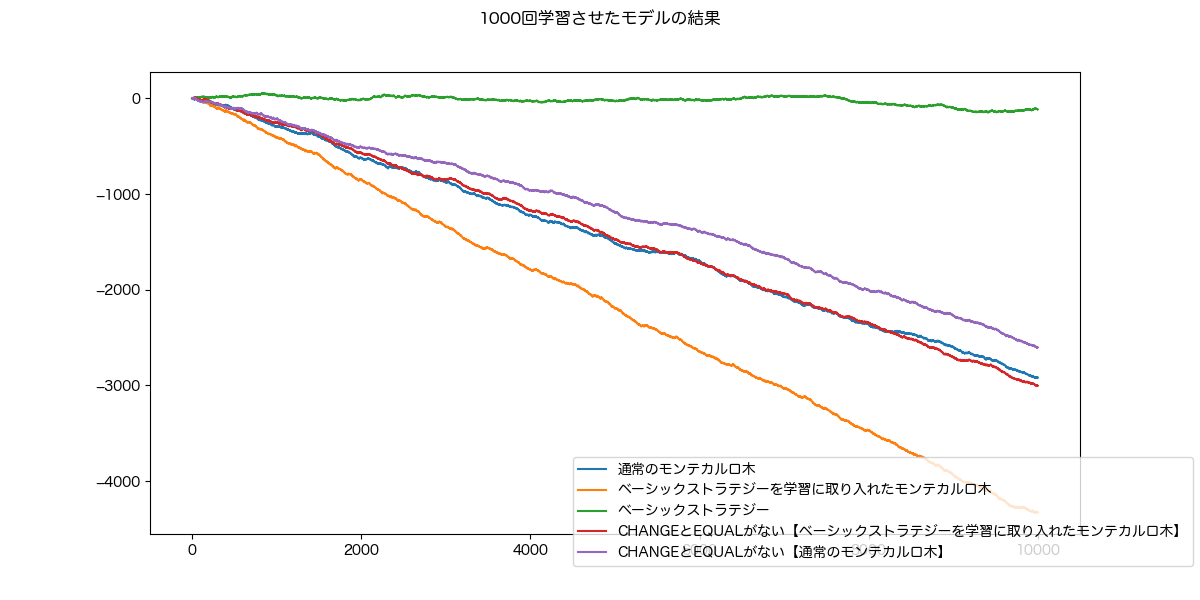 1000回学習させたモデルの結果
0
−1000
−2000
−3000
−4000
0
2000
4000
6000
8000
10000
通常のモンテカルロ木
ベーシックストラテジーを学習に取り入れたモンテカルロ木
ベーシックストラテジー
CHANGEとEQUALがない【ベーシックストラテジーを学習に取り入れたモンテカルロ木】
CHANGEとEQUALがない【通常のモンテカルロ木】